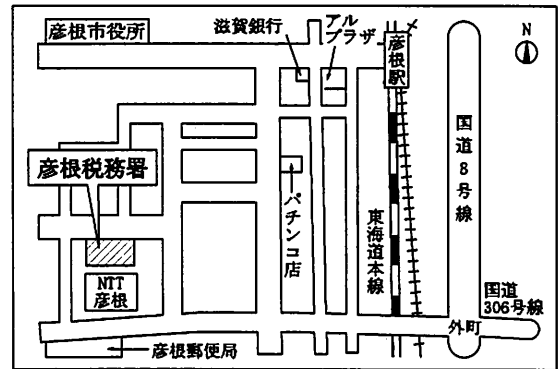 彦根市役所
滋賀銀行
アル
プラザ
彦根駅
N
国道8号線
彦根税務署
パチンコ店
東海道本線
NTT
彦根
国道
306号線
外町
彦根郵便局